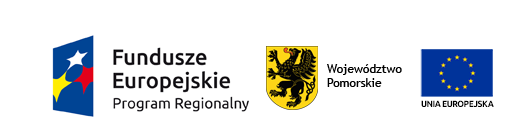 Fundusze
Europejskie
Program Regionalny
Województwo
Pomorskie
UNIA EUROPEJSKA